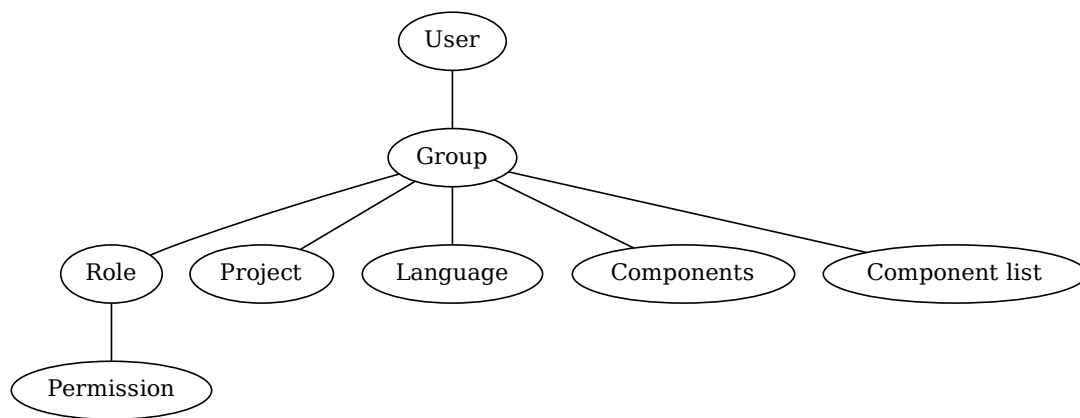 User
Group
Role
Project
Language
Components
Component list
Permission